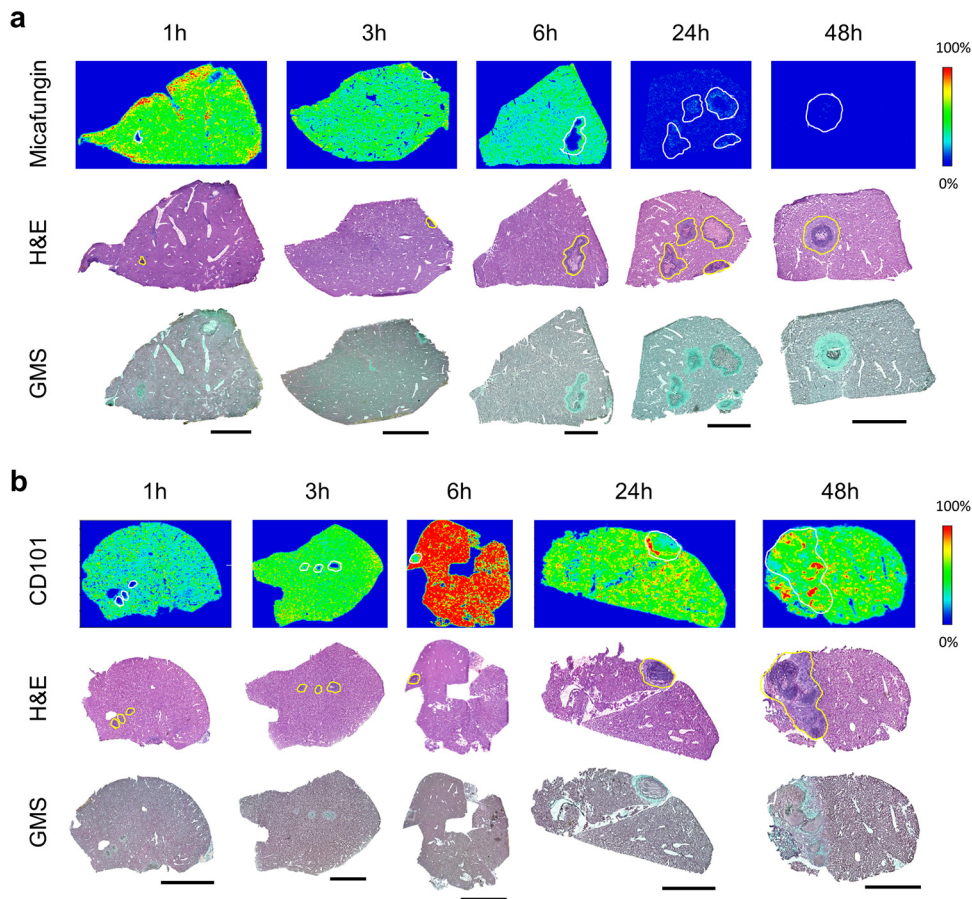 a
1h 3h 6h 24h 48h
Micafungin
100%
0%
H&E
GMS
b
1h 3h 6h 24h 48h
CD101
100%
0%
H&E
GMS